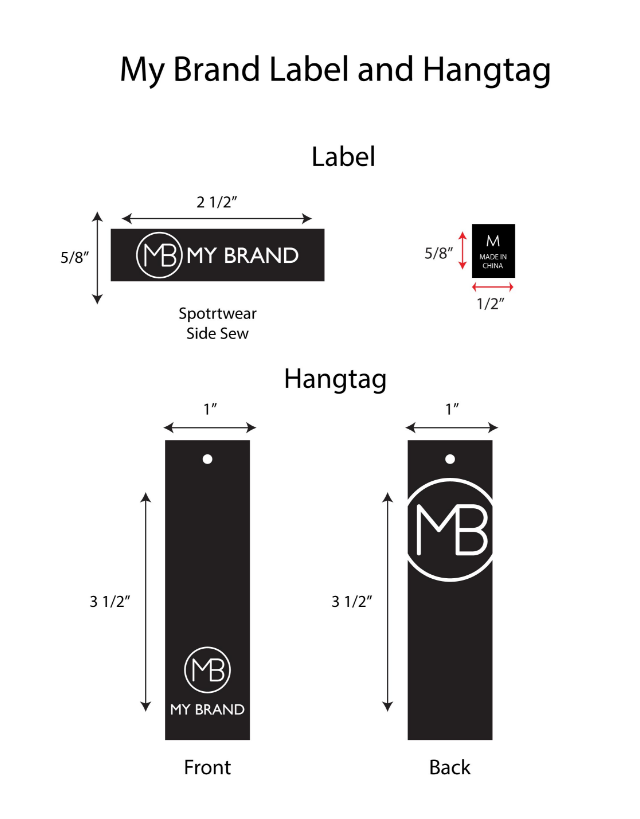 My Brand Label and Hangtag
Label
2 1/2”
5/8”
MB MY BRAND
5/8”
M
MADE IN
CHINA
1/2”
Spotrtwear
Side Sew
Hangtag
1”
1”
3 1/2”
MB
MY BRAND
3 1/2”
MB
Front
Back